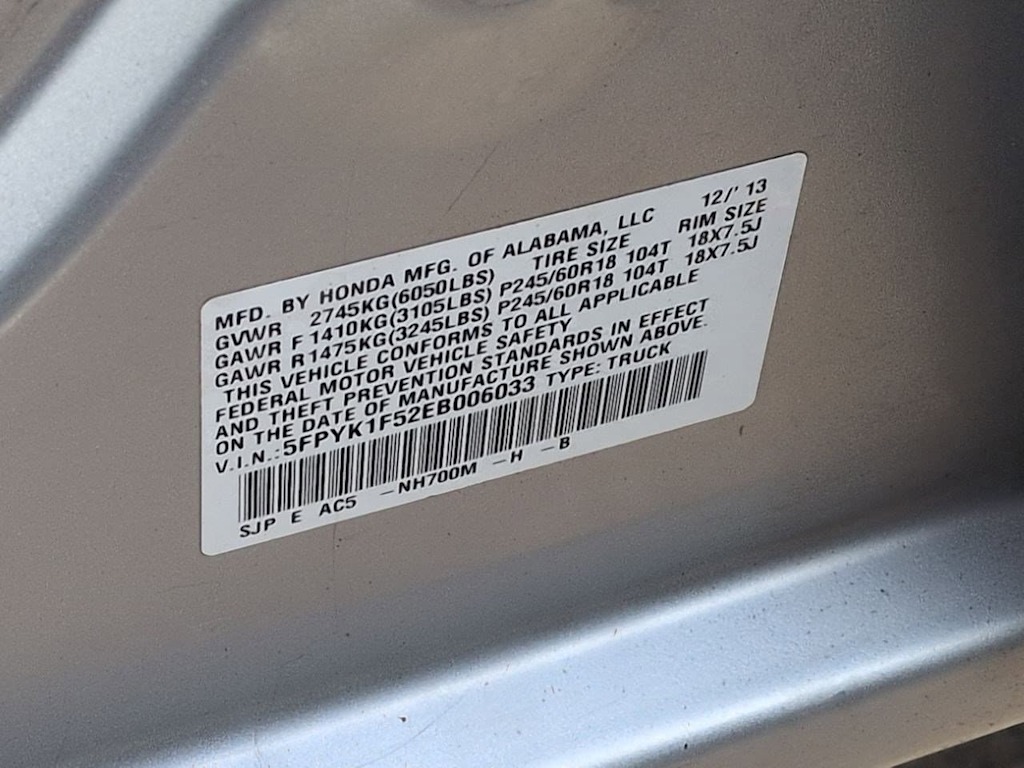 MFD. BY HONDA MFG. OF ALABAMA, LLC 12/' 13
GVWR 2745KG(6050LBS) TIRE SIZE RIM SIZE
GAWR F 1410KG(3105LBS) P245/60R18 104T 18X7.5J
GAWR R1475KG(3245LBS) P245/60R18 104T 18X7.5J
THIS VEHICLE CONFORMS TO ALL APPLICABLE
FEDERAL MOTOR VEHICLE SAFETY
AND THEFT PREVENTION STANDARDS IN EFFECT
ON THE DATE OF MANUFACTURE SHOWN ABOVE.
V.I.N.:5FPYK1F52EB006033 TYPE: TRUCK
SJP E AC5 -NH700M -H -B